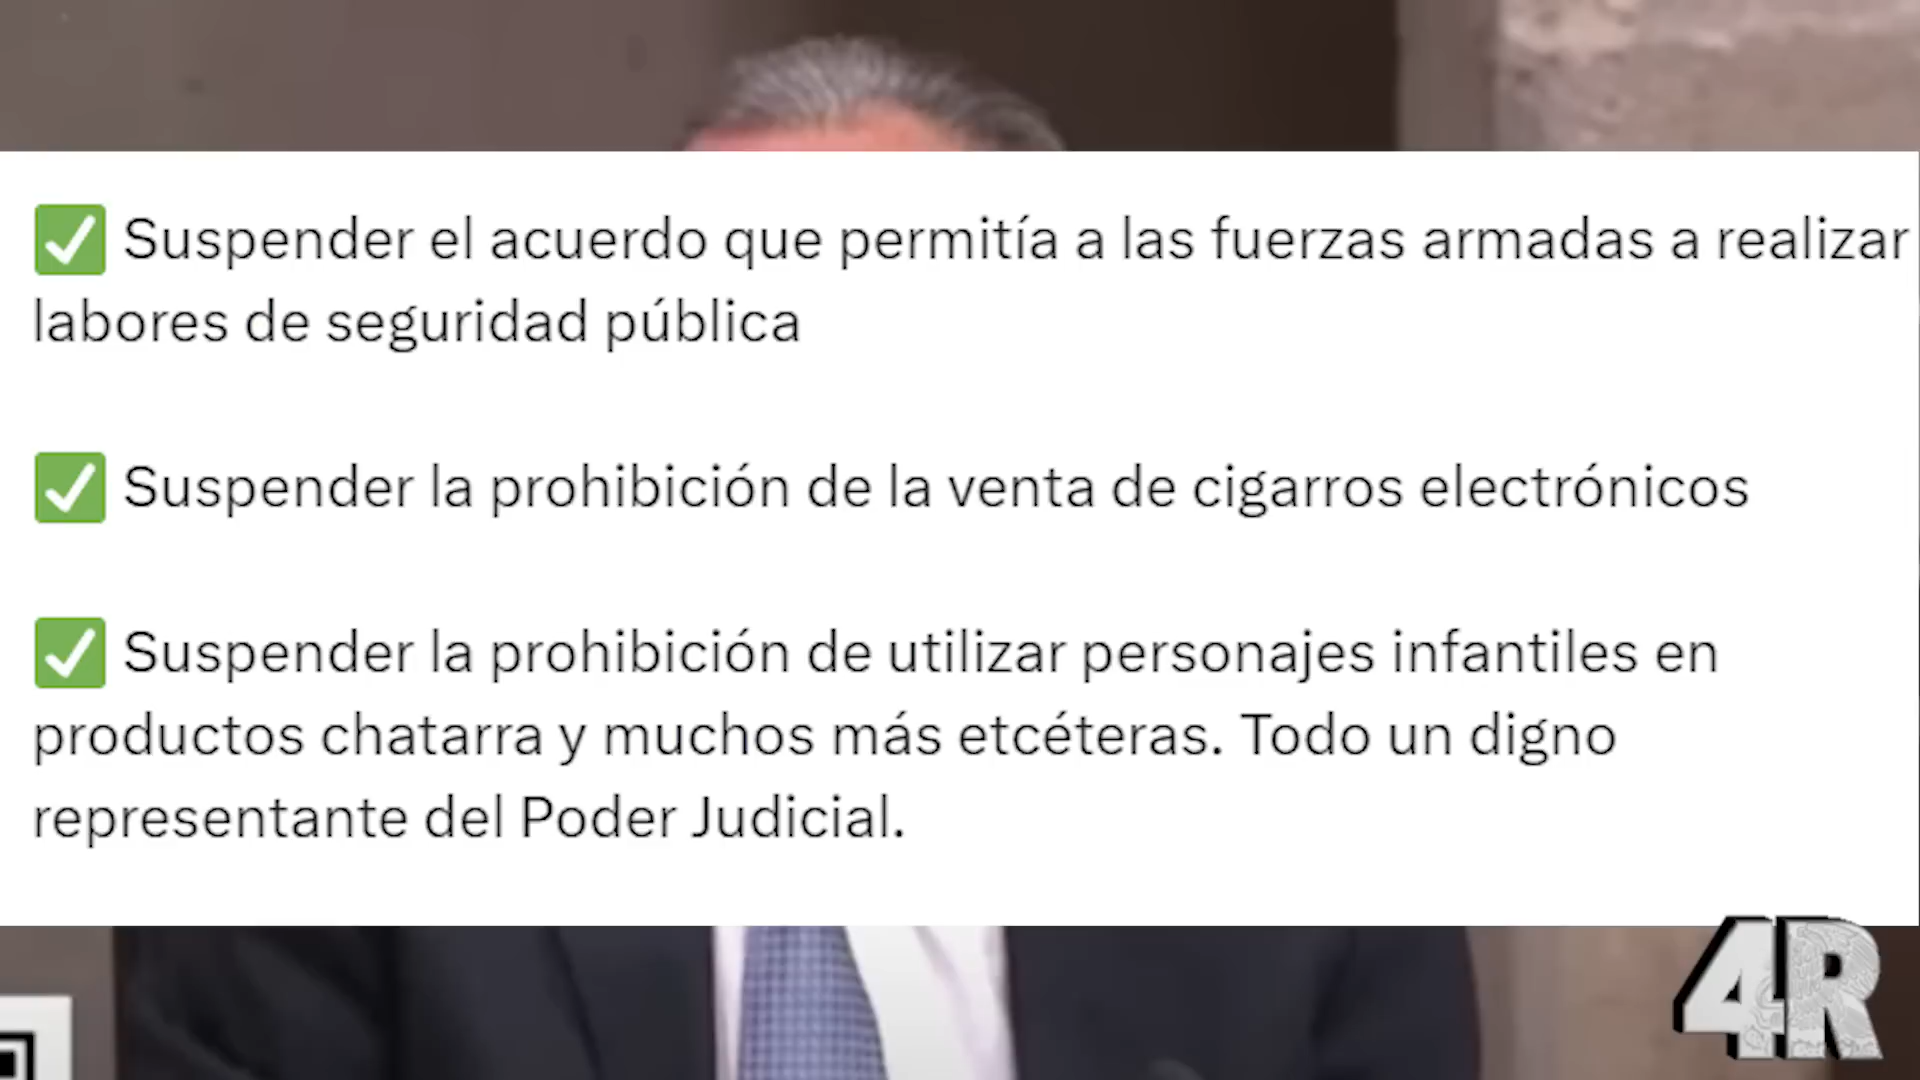 ✅ Suspender el acuerdo que permitía a las fuerzas armadas a realizar
labores de seguridad pública
✅ Suspender la prohibición de la venta de cigarros electrónicos
✅ Suspender la prohibición de utilizar personajes infantiles en
productos chatarra y muchos más etcéteras. Todo un digno
representante del Poder Judicial.
4R